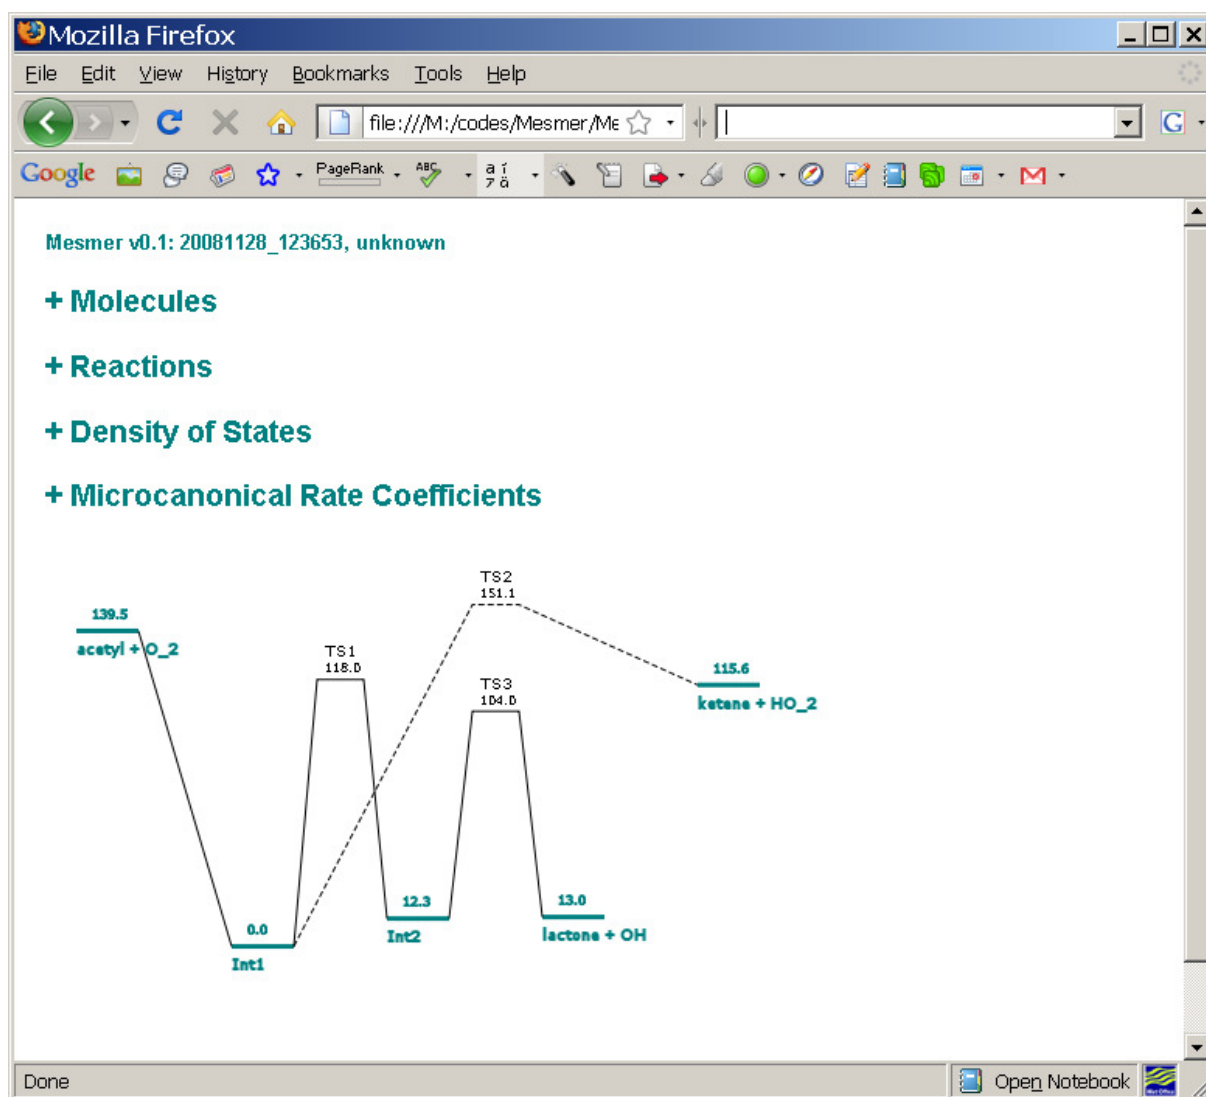 Mozilla Firefox
File Edit View History Bookmarks Tools Help
file:///M:/codes/Mesmer/Me
G
Google PageRank ABC
Mesmer v0.1: 20081128_123653, unknown
+ Molecules
+ Reactions
+ Density of States
+ Microcanonical Rate Coefficients
TS2
151.1
139.5
acetyl + O_2
TS1
118.0
115.6
ketene + HO_2
TS3
104.0
12.3
Int2
13.0
lactone + OH
0.0
Int1
Done
Open Notebook